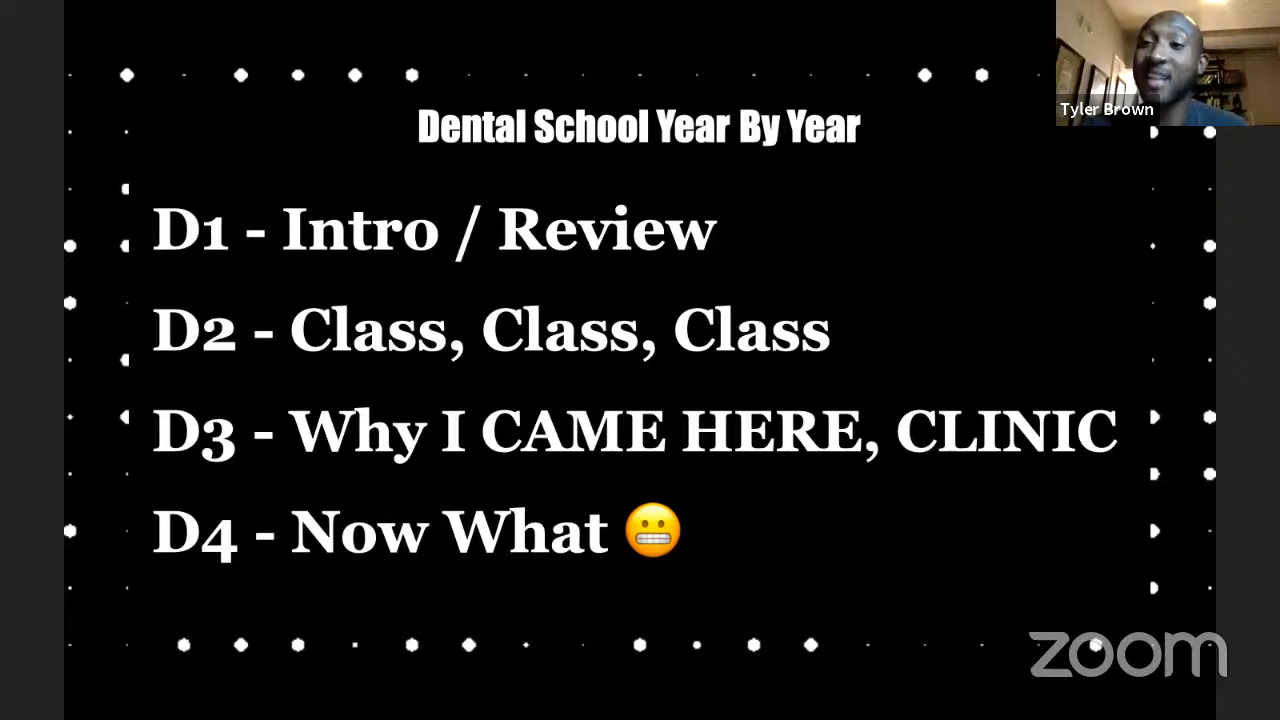 Tyler Brown
Dental School Year By Year
D1 - Intro / Review
D2 - Class, Class, Class
D3 - Why I CAME HERE, CLINIC
D4 - Now What 😬
zoom